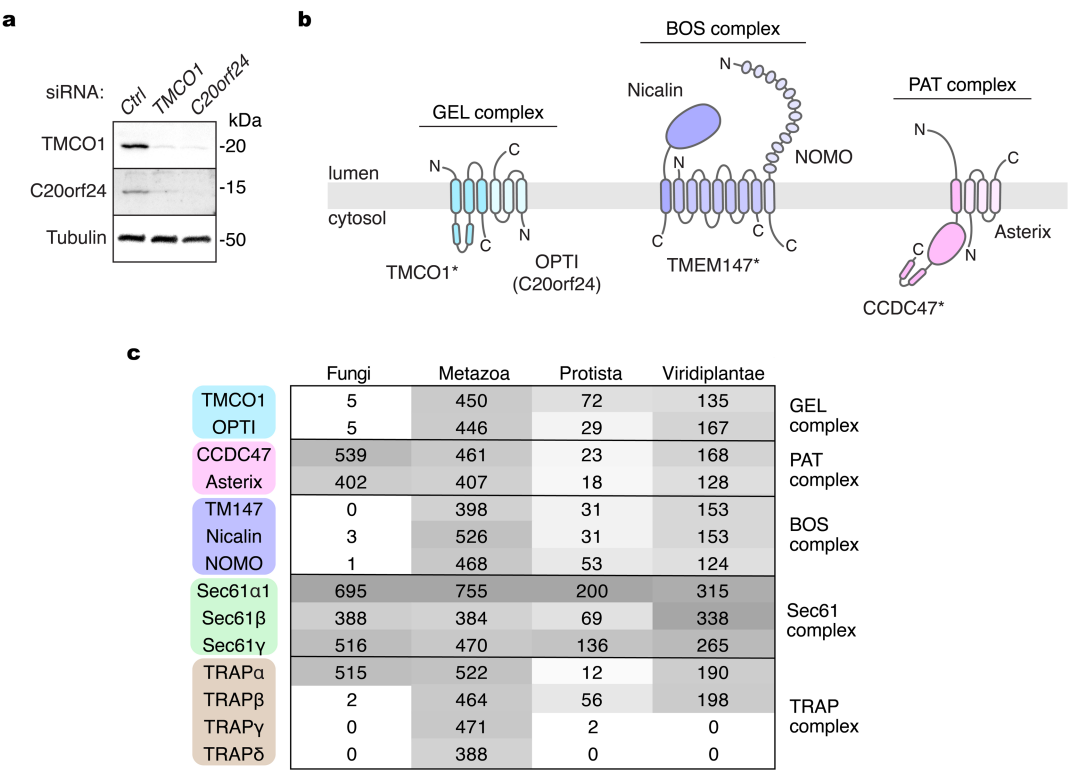 a
siRNA: Ctrl TMCO1 C20orf24
kDa
TMCO1 -20
C20orf24 -15
Tubulin -50
b
BOS complex
N
Nicalin
PAT complex
GEL complex
N
C
N
NOMO
N
C
lumen
cytosol
C
N
C
C
C
C
N
Asterix
TMCO1*
OPTI
(C20orf24)
TMEM147*
CCDC47*
c
Fungi Metazoa Protista Viridiplantae
TMCO1 5 450 72 135
OPTI 5 446 29 167
GEL
complex
CCDC47 539 461 23 168
Asterix 402 407 18 128
PAT
complex
TM147 0 398 31 153
Nicalin 3 526 31 153
NOMO 1 468 53 124
BOS
complex
Sec61α1 695 755 200 315
Sec61β 388 384 69 338
Sec61γ 516 470 136 265
Sec61
complex
TRAPα 515 522 12 190
TRAPβ 2 464 56 198
TRAPγ 0 471 2 0
TRAPδ 0 388 0 0
TRAP
complex